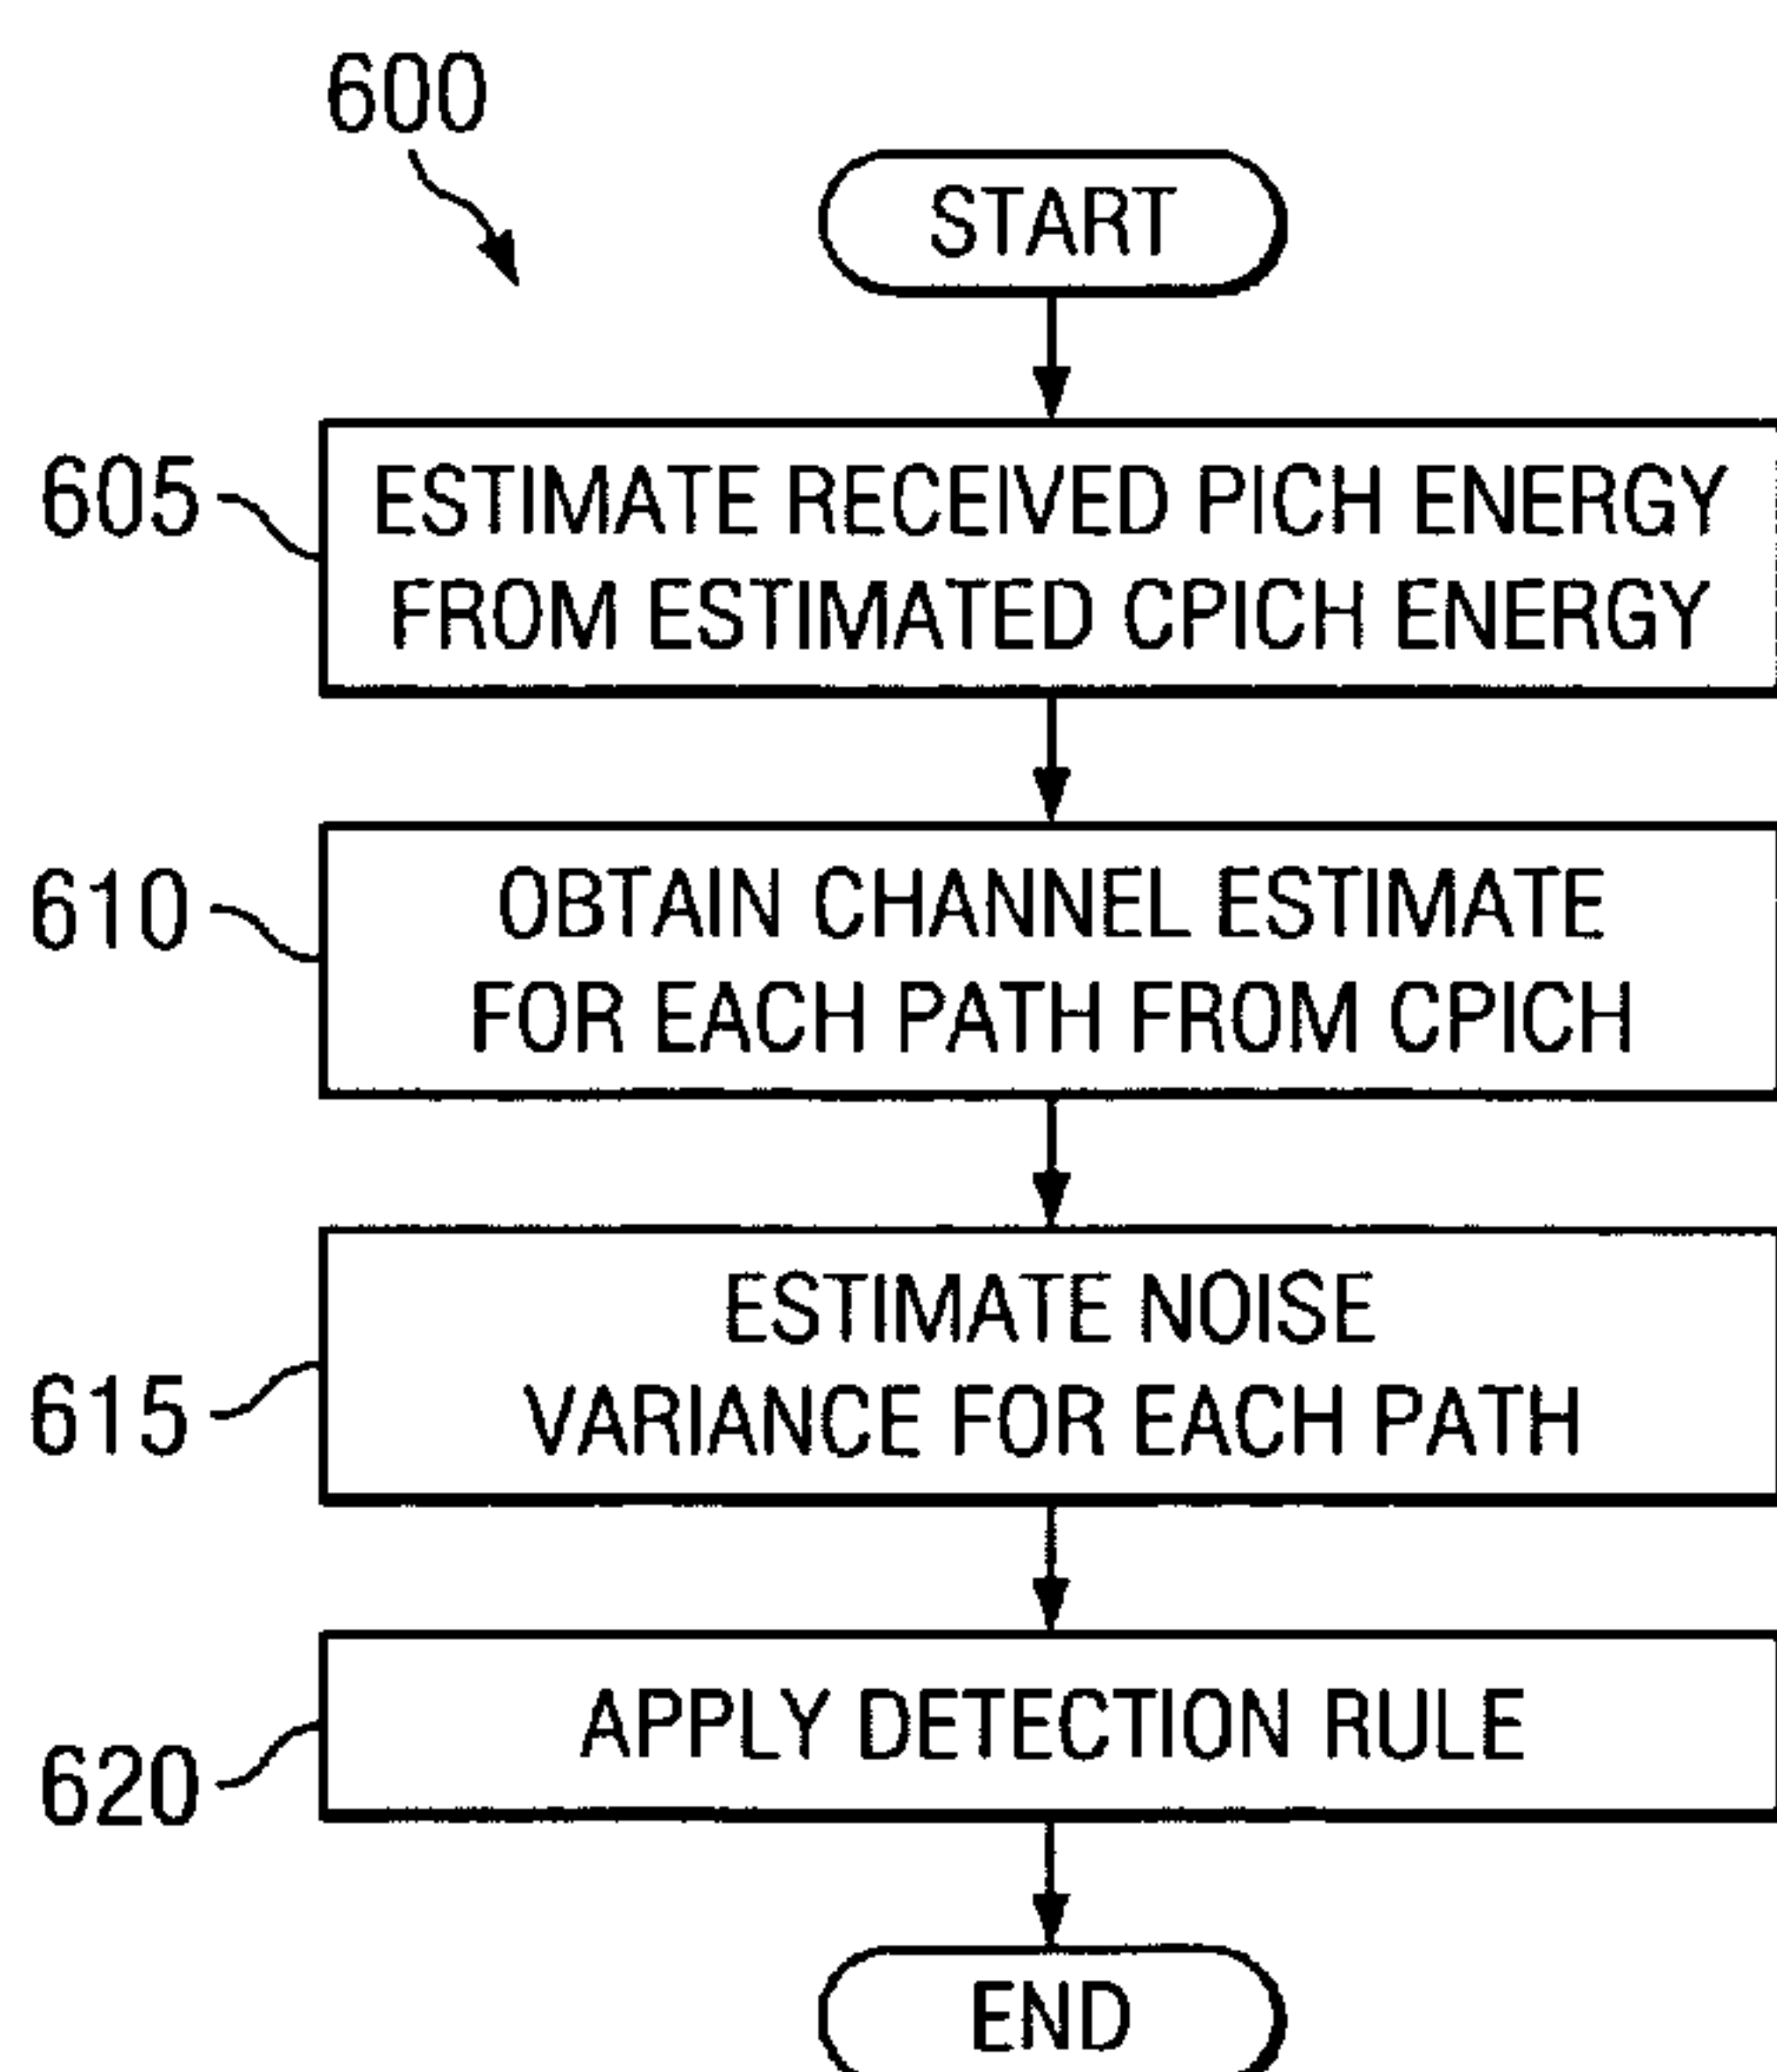 600
START
605
ESTIMATE RECEIVED PICH ENERGY
FROM ESTIMATED CPICH ENERGY
610
OBTAIN CHANNEL ESTIMATE
FOR EACH PATH FROM CPICH
615
ESTIMATE NOISE
VARIANCE FOR EACH PATH
620
APPLY DETECTION RULE
END